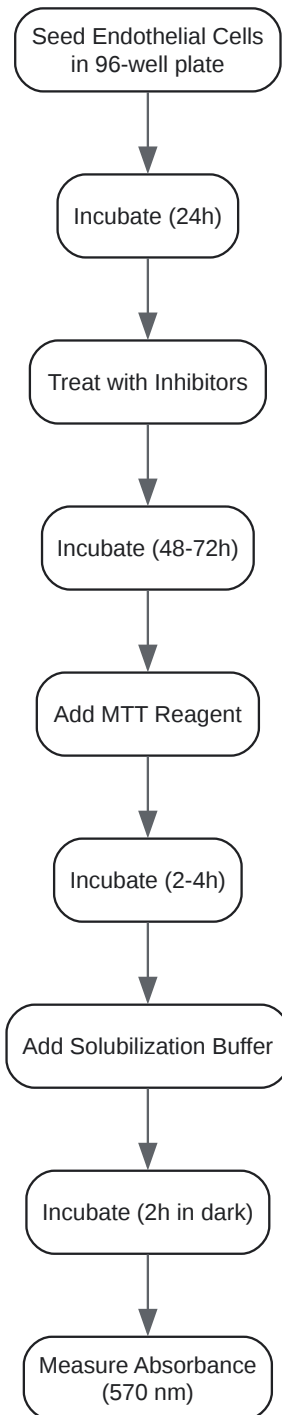 Seed Endothelial Cells
in 96-well plate
Incubate (24h)
Treat with Inhibitors
Incubate (48-72h)
Add MTT Reagent
Incubate (2-4h)
Add Solubilization Buffer
Incubate (2h in dark)
Measure Absorbance
(570 nm)